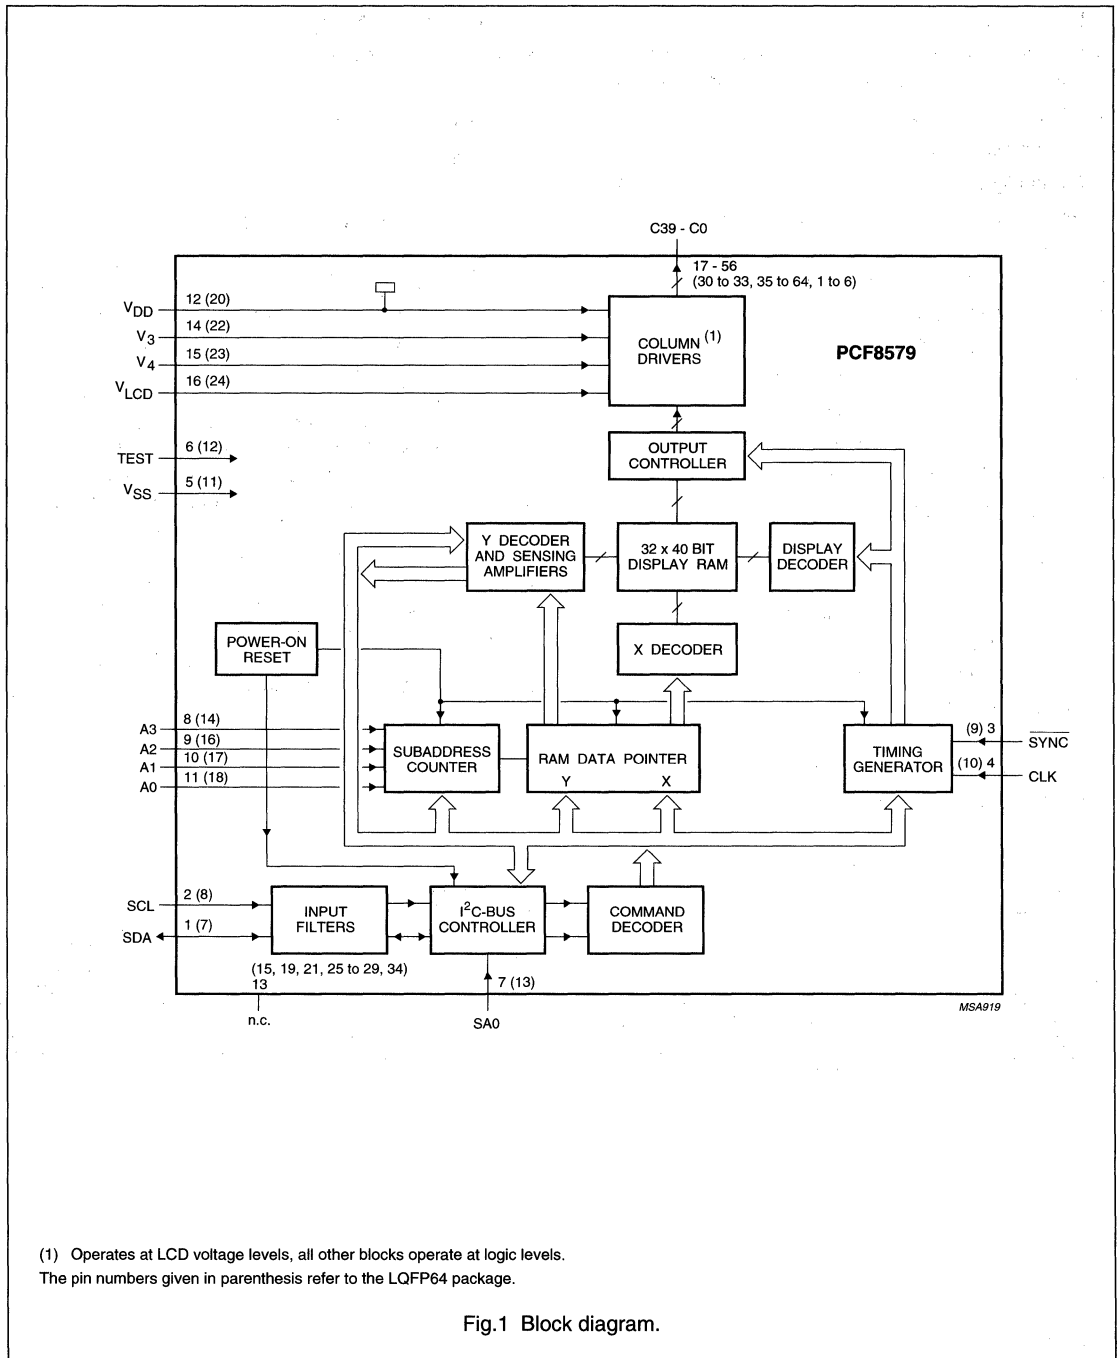 C39 - C0
17 - 56
(30 to 33, 35 to 64, 1 to 6)
VDD
12 (20)
V3
14 (22)
V4
15 (23)
VLCD
16 (24)
COLUMN (1)
DRIVERS
PCF8579
TEST
6 (12)
VSS
5 (11)
OUTPUT
CONTROLLER
Y DECODER
AND SENSING
AMPLIFIERS
32 x 40 BIT
DISPLAY RAM
DISPLAY
DECODER
POWER-ON
RESET
X DECODER
A3
8 (14)
A2
9 (16)
A1
10 (17)
A0
11 (18)
SUBADDRESS
COUNTER
RAM DATA POINTER
Y X
TIMING
GENERATOR
(9) 3
SYNC
(10) 4
CLK
SCL
2 (8)
SDA
1 (7)
INPUT
FILTERS
I2C-BUS
CONTROLLER
COMMAND
DECODER
(15, 19, 21, 25 to 29, 34)
13
n.c.
7 (13)
SA0
MSA919
(1) Operates at LCD voltage levels, all other blocks operate at logic levels.
The pin numbers given in parenthesis refer to the LQFP64 package.
Fig.1 Block diagram.